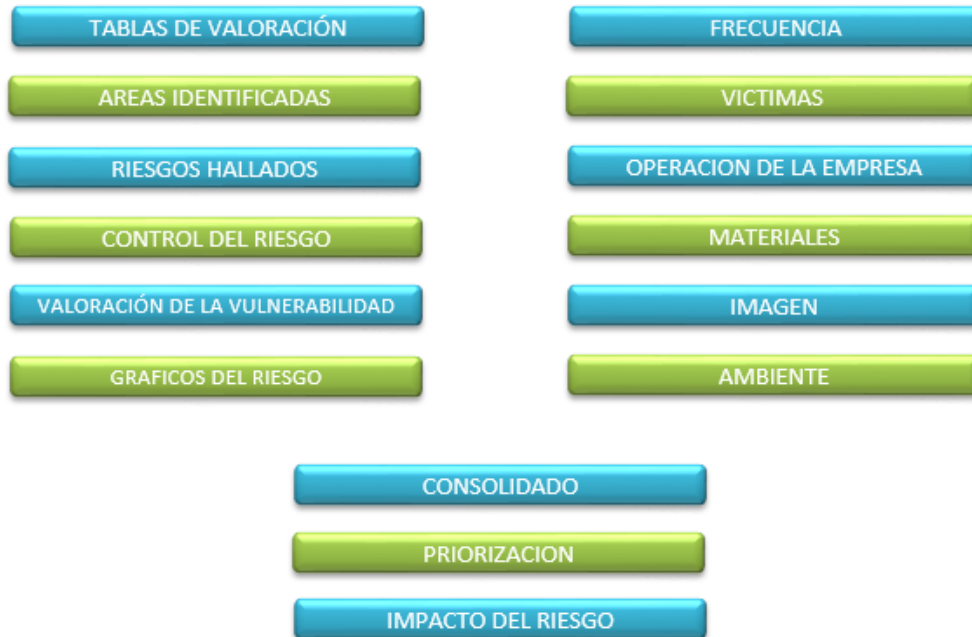 TABLAS DE VALORACIÓN
AREAS IDENTIFICADAS
RIESGOS HALLADOS
CONTROL DEL RIESGO
VALORACIÓN DE LA VULNERABILIDAD
GRAFICOS DEL RIESGO
FRECUENCIA
VICTIMAS
OPERACION DE LA EMPRESA
MATERIALES
IMAGEN
AMBIENTE
CONSOLIDADO
PRIORIZACION
IMPACTO DEL RIESGO